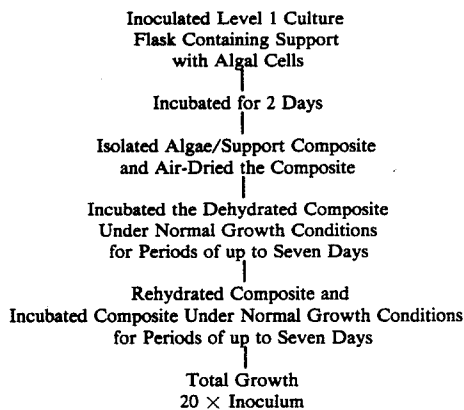 Inoculated Level 1 Culture
Flask Containing Support
with Algal Cells
Incubated for 2 Days
Isolated Algae/Support Composite
and Air-Dried the Composite
Incubated the Dehydrated Composite
Under Normal Growth Conditions
for Periods of up to Seven Days
Rehydrated Composite and
Incubated Composite Under Normal Growth Conditions
for Periods of up to Seven Days
Total Growth
20 × Inoculum